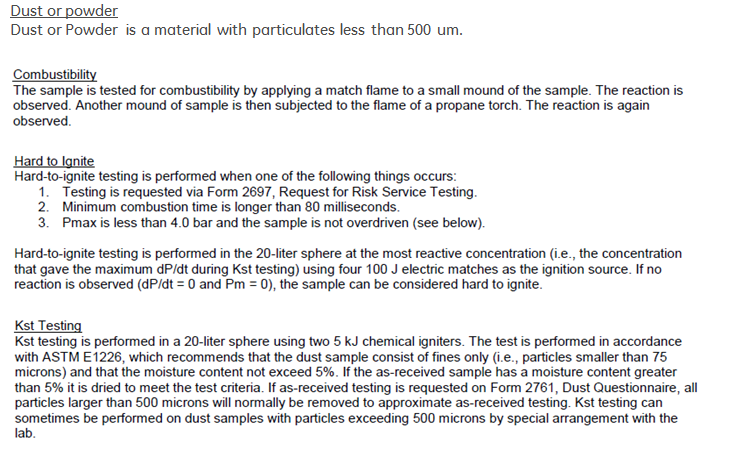 Dust or powder
Dust or Powder is a material with particulates less than 500 um.
Combustibility
The sample is tested for combustibility by applying a match flame to a small mound of the sample. The reaction is
observed. Another mound of sample is then subjected to the flame of a propane torch. The reaction is again
observed.
Hard to Ignite
Hard-to-ignite testing is performed when one of the following things occurs:
1. Testing is requested via Form 2697, Request for Risk Service Testing.
2. Minimum combustion time is longer than 80 milliseconds.
3. Pmax is less than 4.0 bar and the sample is not overdriven (see below).
Hard-to-ignite testing is performed in the 20-liter sphere at the most reactive concentration (i.e., the concentration
that gave the maximum dP/dt during Kst testing) using four 100 J electric matches as the ignition source. If no
reaction is observed (dP/dt = 0 and Pm = 0), the sample can be considered hard to ignite.
Kst Testing
Kst testing is performed in a 20-liter sphere using two 5 kJ chemical igniters. The test is performed in accordance
with ASTM E1226, which recommends that the dust sample consist of fines only (i.e., particles smaller than 75
microns) and that the moisture content not exceed 5%. If the as-received sample has a moisture content greater
than 5% it is dried to meet the test criteria. If as-received testing is requested on Form 2761, Dust Questionnaire, all
particles larger than 500 microns will normally be removed to approximate as-received testing. Kst testing can
sometimes be performed on dust samples with particles exceeding 500 microns by special arrangement with the
lab.